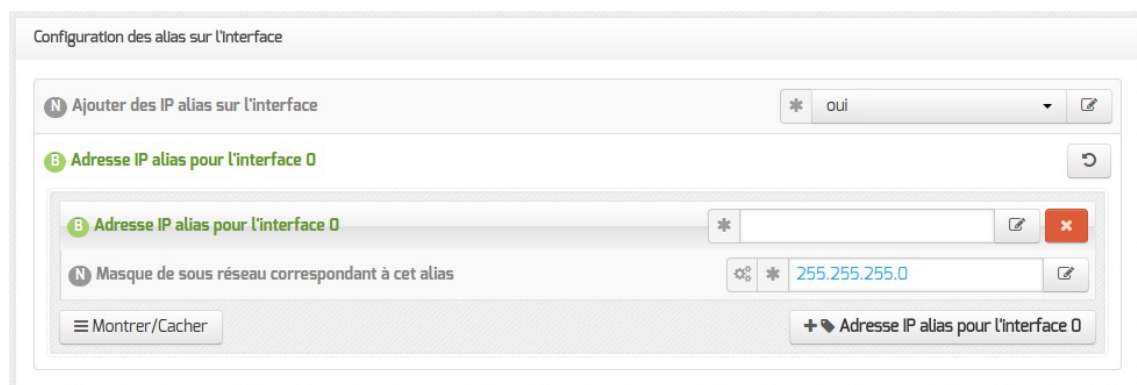 Configuration des alias sur l'interface
N Ajouter des IP alias sur l'interface
* oui
B Adresse IP alias pour l'interface 0
B Adresse IP alias pour l'interface 0
*
N Masque de sous réseau correspondant à cet alias
* 255.255.255.0
Montrer/Cacher
+ Adresse IP alias pour l'interface 0